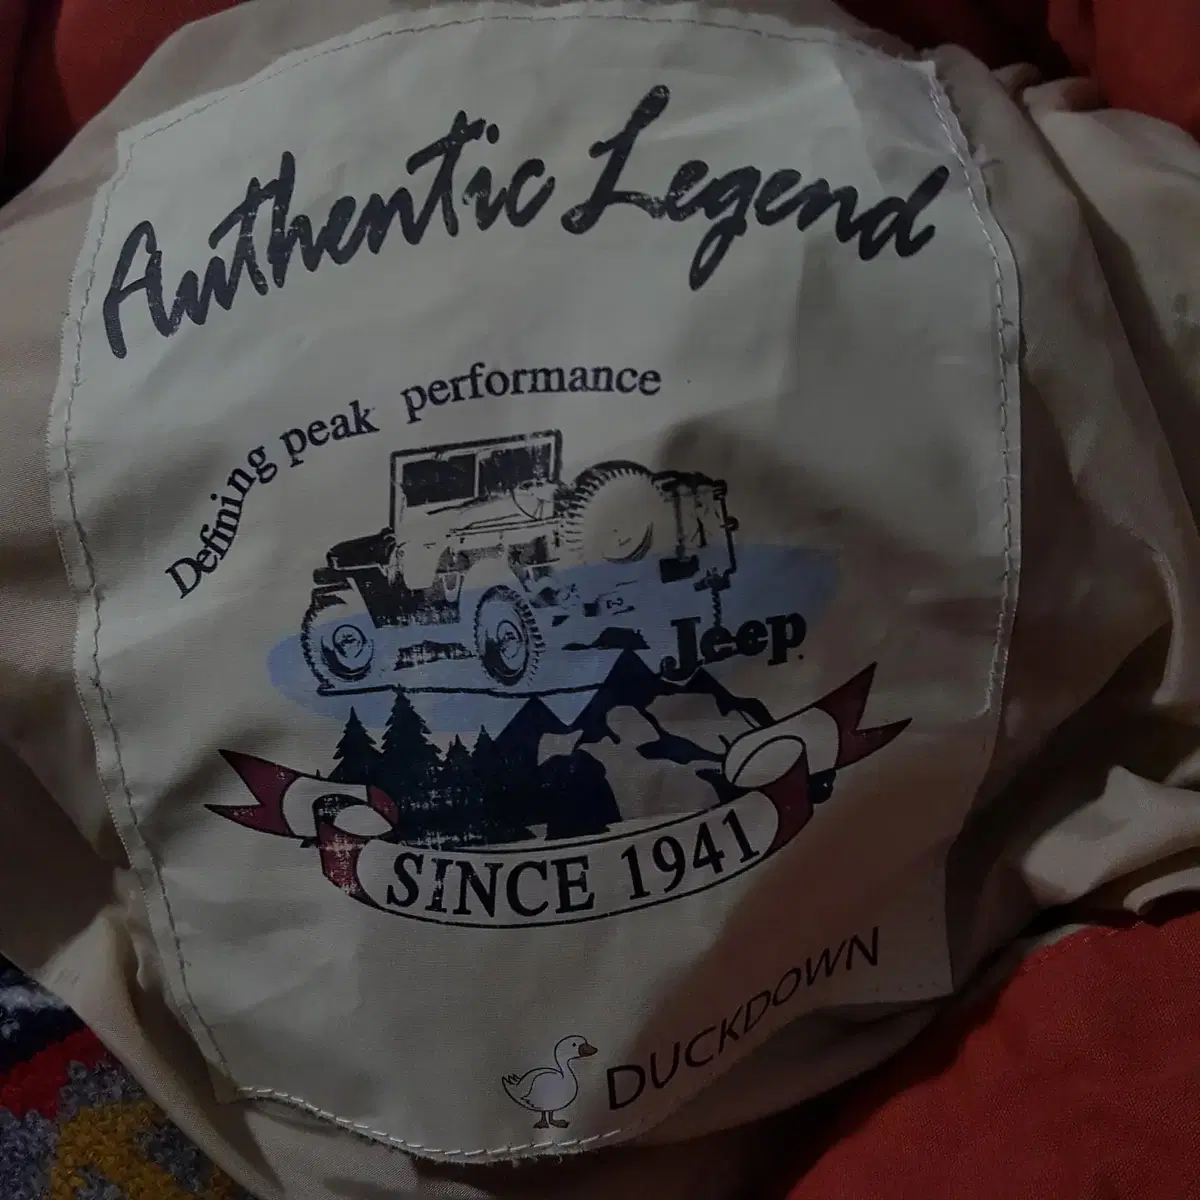 Authentic Legend
Defining peak performance
Jeep
SINCE 1941
DUCKDOWN